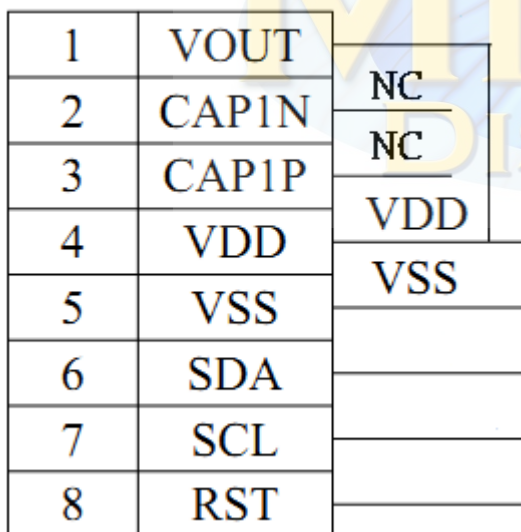 1 VOUT
NC
2 CAP1N
NC
3 CAP1P
VDD
4 VDD
VSS
5 VSS
6 SDA
7 SCL
8 RST